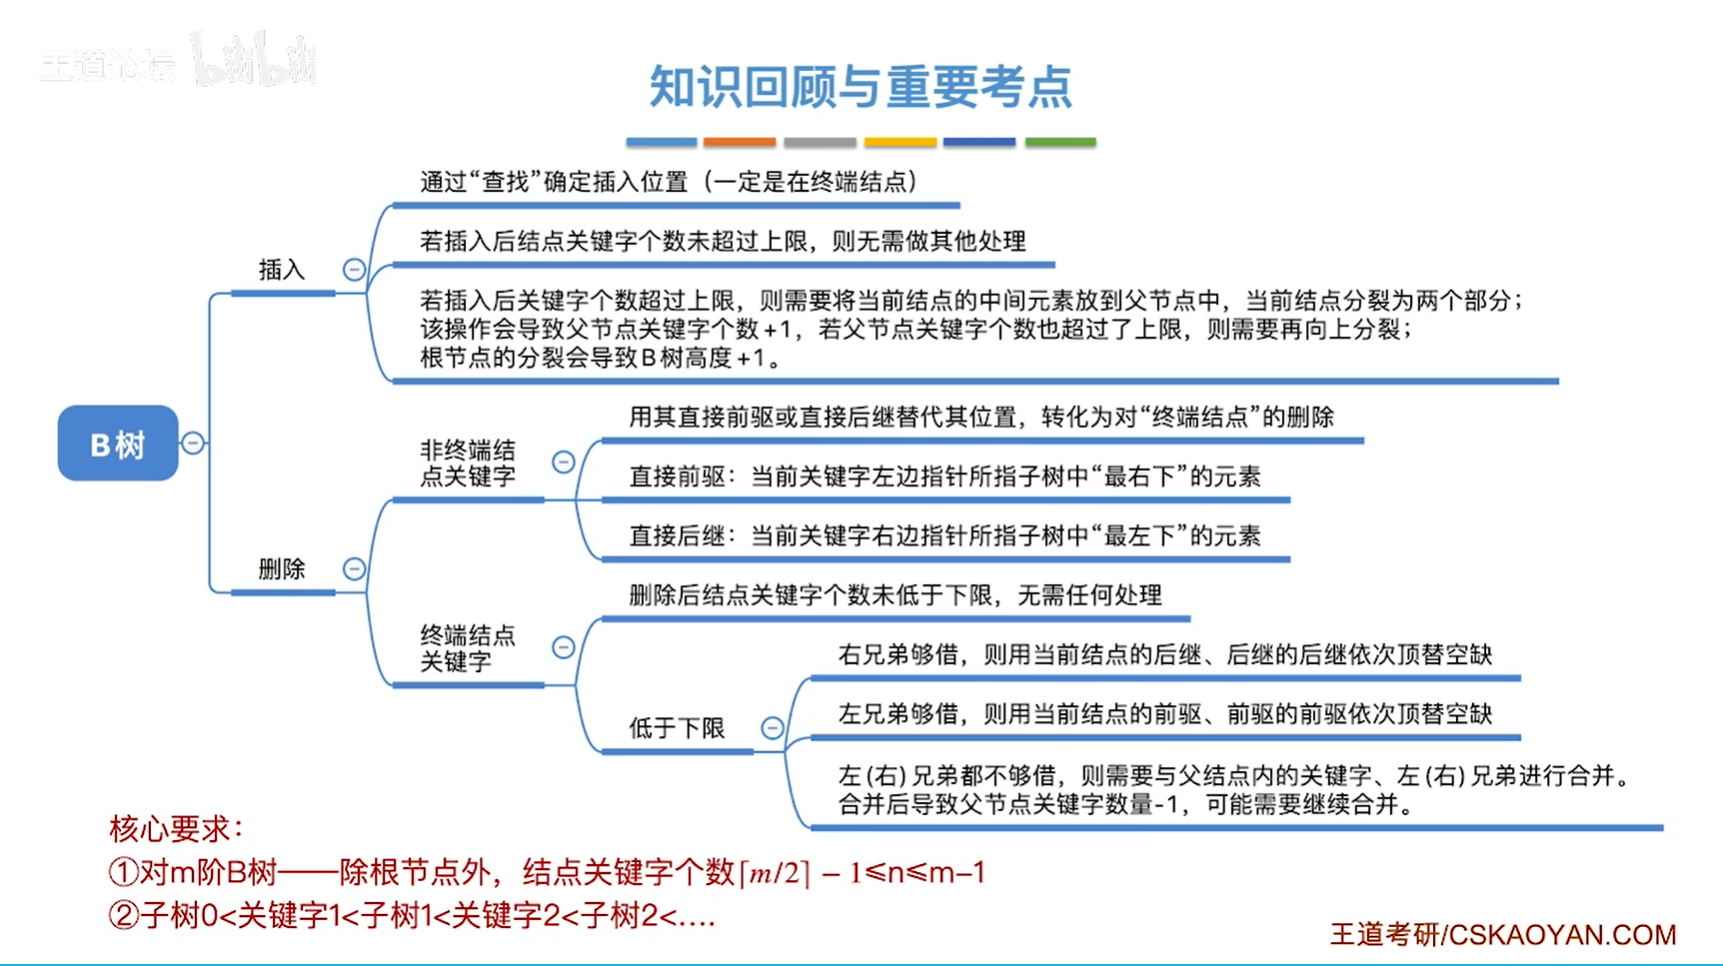 王道论坛 bilibili
知识回顾与重要考点
通过“查找”确定插入位置（一定是在终端结点）
若插入后结点关键字个数未超过上限，则无需做其他处理
插入
若插入后关键字个数超过上限，则需要将当前结点的中间元素放到父节点中，当前结点分裂为两个部分；
该操作会导致父节点关键字个数+1，若父节点关键字个数也超过了上限，则需要再向上分裂；
根节点的分裂会导致B树高度+1。
B树
用其直接前驱或直接后继替代其位置，转化为对“终端结点”的删除
非终端结
点关键字
直接前驱：当前关键字左边指针所指子树中“最右下”的元素
直接后继：当前关键字右边指针所指子树中“最左下”的元素
删除
删除后结点关键字个数未低于下限，无需任何处理
终端结点
关键字
右兄弟够借，则用当前结点的后继、后继的后继依次顶替空缺
左兄弟够借，则用当前结点的前驱、前驱的前驱依次顶替空缺
低于下限
左(右)兄弟都不够借，则需要与父结点内的关键字、左(右)兄弟进行合并。
合并后导致父节点关键字数量-1，可能需要继续合并。
核心要求：
①对m阶B树——除根节点外，结点关键字个数⌈m/2⌉ − 1≤n≤m−1
②子树0<关键字1<子树1<关键字2<子树2<....
王道考研/CSKAOYAN.COM